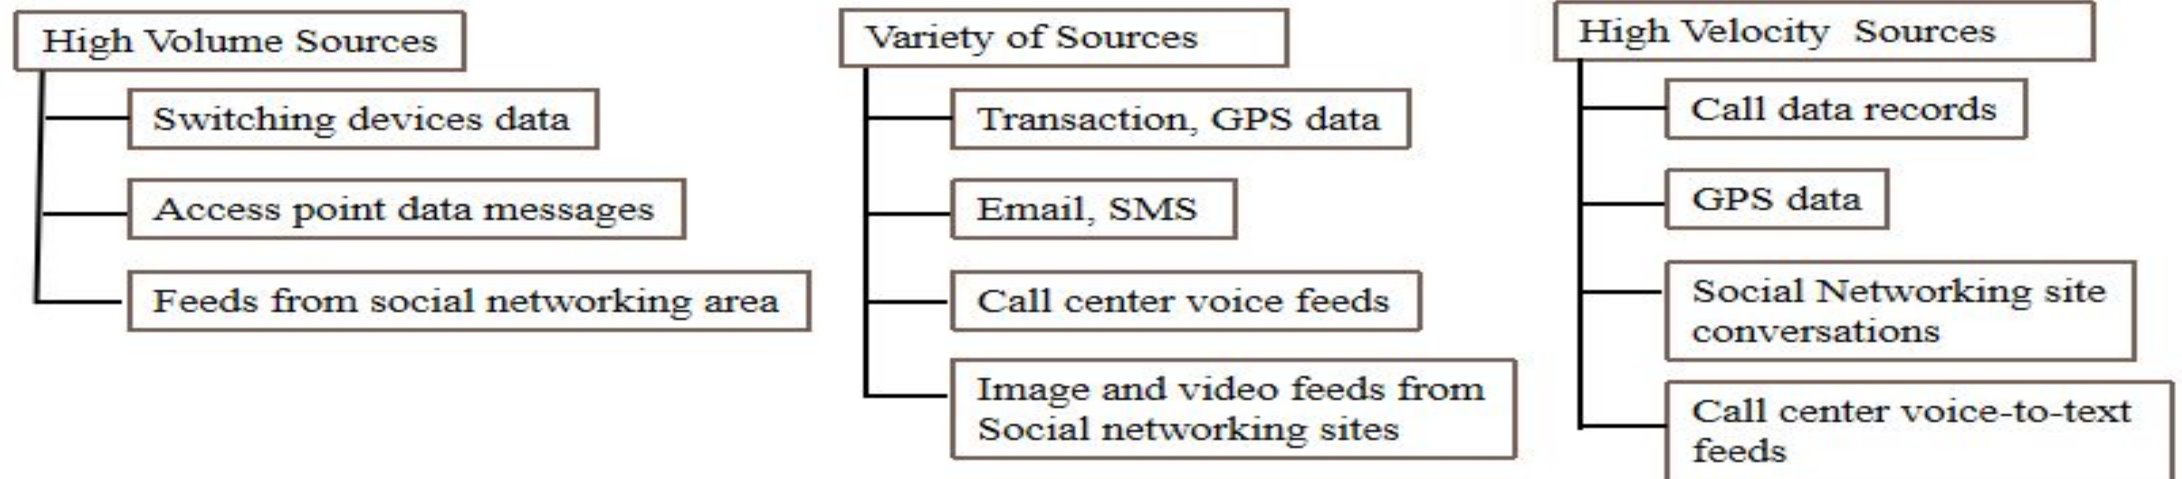 High Volume Sources
Switching devices data
Access point data messages
Feeds from social networking area
Variety of Sources
Transaction, GPS data
Email, SMS
Call center voice feeds
Image and video feeds from
Social networking sites
High Velocity  Sources
Call data records
GPS data
Social Networking site
conversations
Call center voice-to-text
feeds